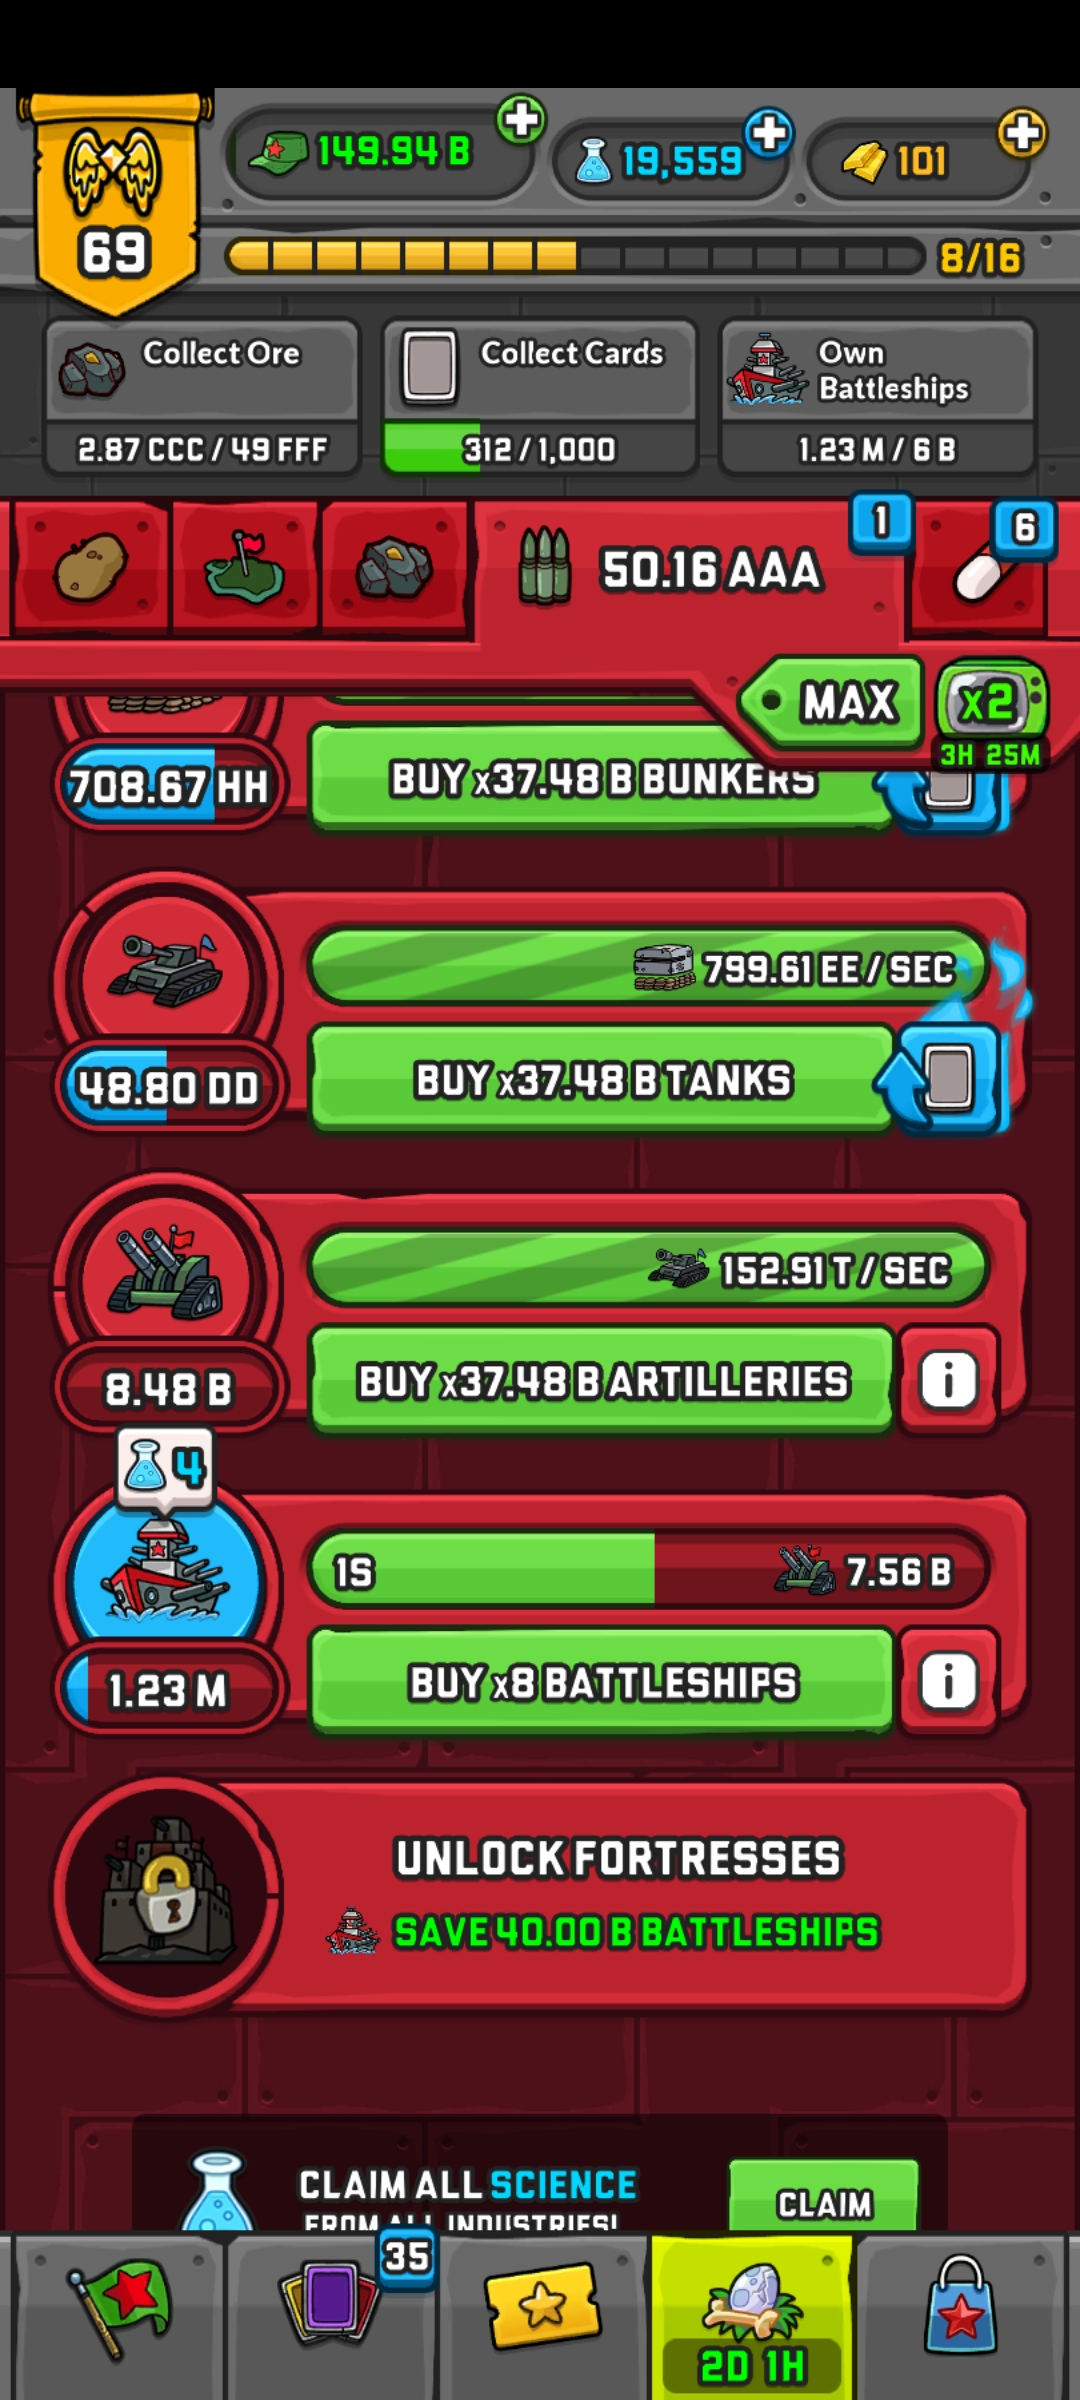 149.94 B
19,559
101
69
8/16
Collect Ore
2.87 CCC / 49 FFF
Collect Cards
312 / 1,000
Own
Battleships
1.23 M / 6 B
50.16 AAA
1
6
MAX
x2
3H 25M
708.67 HH
BUY x37.48 B BUNKERS
799.61 EE / SEC
48.80 DD
BUY x37.48 B TANKS
152.91 T / SEC
8.48 B
BUY x37.48 B ARTILLERIES
i
4
1S
7.56 B
1.23 M
BUY x8 BATTLESHIPS
i
UNLOCK FORTRESSES
SAVE 40.00 B BATTLESHIPS
CLAIM ALL SCIENCE
FROM ALL INDUSTRIES!
CLAIM
35
2D 1H